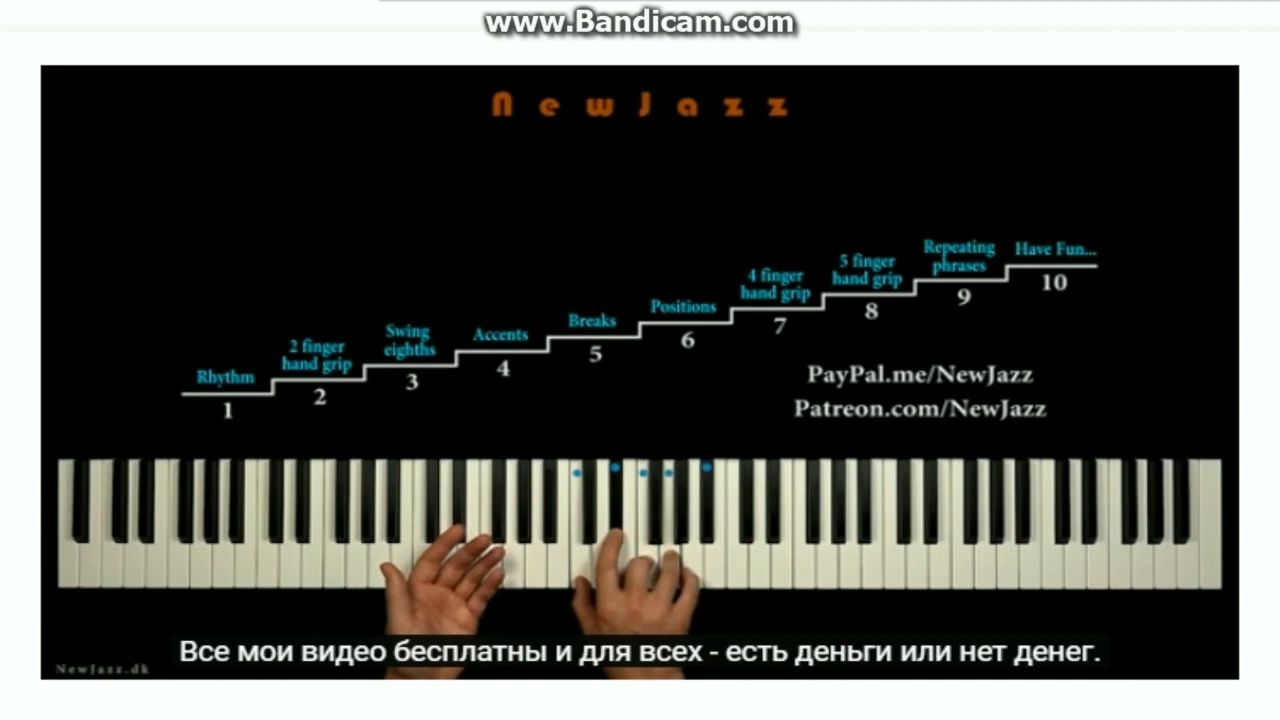 www.Bandicam.com
NewJazz
Rhythm
1
2 finger
hand grip
2
Swing
eighths
3
Accents
4
Breaks
5
Positions
6
4 finger
hand grip
7
5 finger
hand grip
8
Repeating
phrases
9
Have Fun...
10
PayPal.me/NewJazz
Patreon.com/NewJazz
Все мои видео бесплатны и для всех - есть деньги или нет денег.
NewJazz.dk